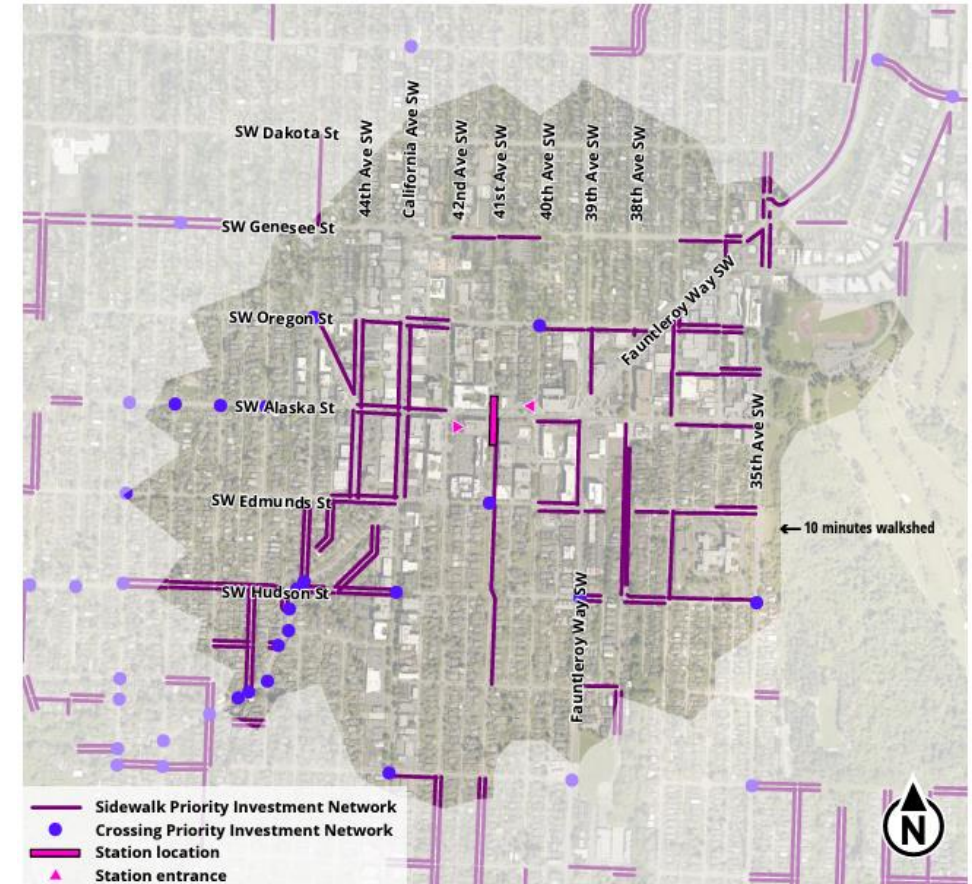 SW Dakota St
44th Ave SW
California Ave SW
42nd Ave SW
41st Ave SW
40th Ave SW
39th Ave SW
38th Ave SW
SW Genesee St
Fauntleroy Way SW
SW Oregon St
SW Alaska St
35th Ave SW
SW Edmunds St
10 minutes walkshed
SW Hudson St
Fauntleroy Way SW
Sidewalk Priority Investment Network
Crossing Priority Investment Network
Station location
Station entrance
N